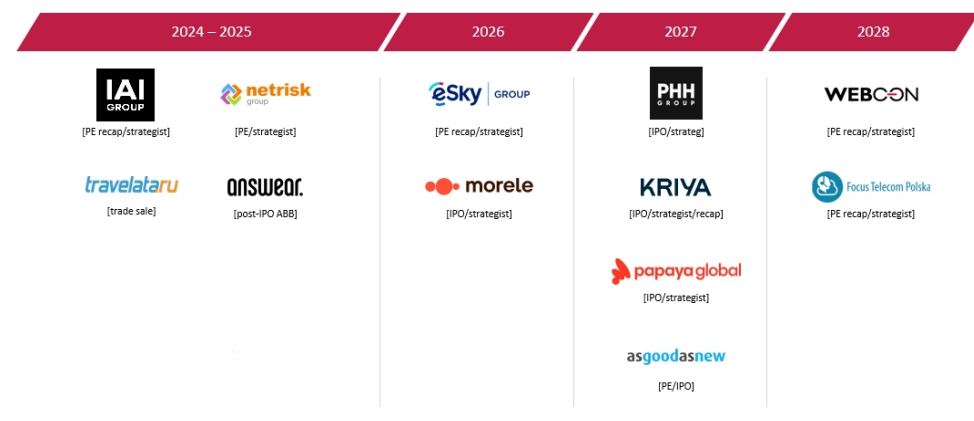 2024 – 2025
2026
2027
2028
IAI
GROUP
[PE recap/strategist]
netrisk
group
[PE/strategist]
travelataru
[trade sale]
answear.
[post-IPO ABB]
eSky GROUP
[PE recap/strategist]
morele
[IPO/strategist]
PHH
GROUP
[IPO/strateg]
KRIYA
[IPO/strategist/recap]
papaya global
[IPO/strategist]
asgoodasnew
[PE/IPO]
WEBCON
[PE recap/strategist]
Focus Telecom Polska
[PE recap/strategist]